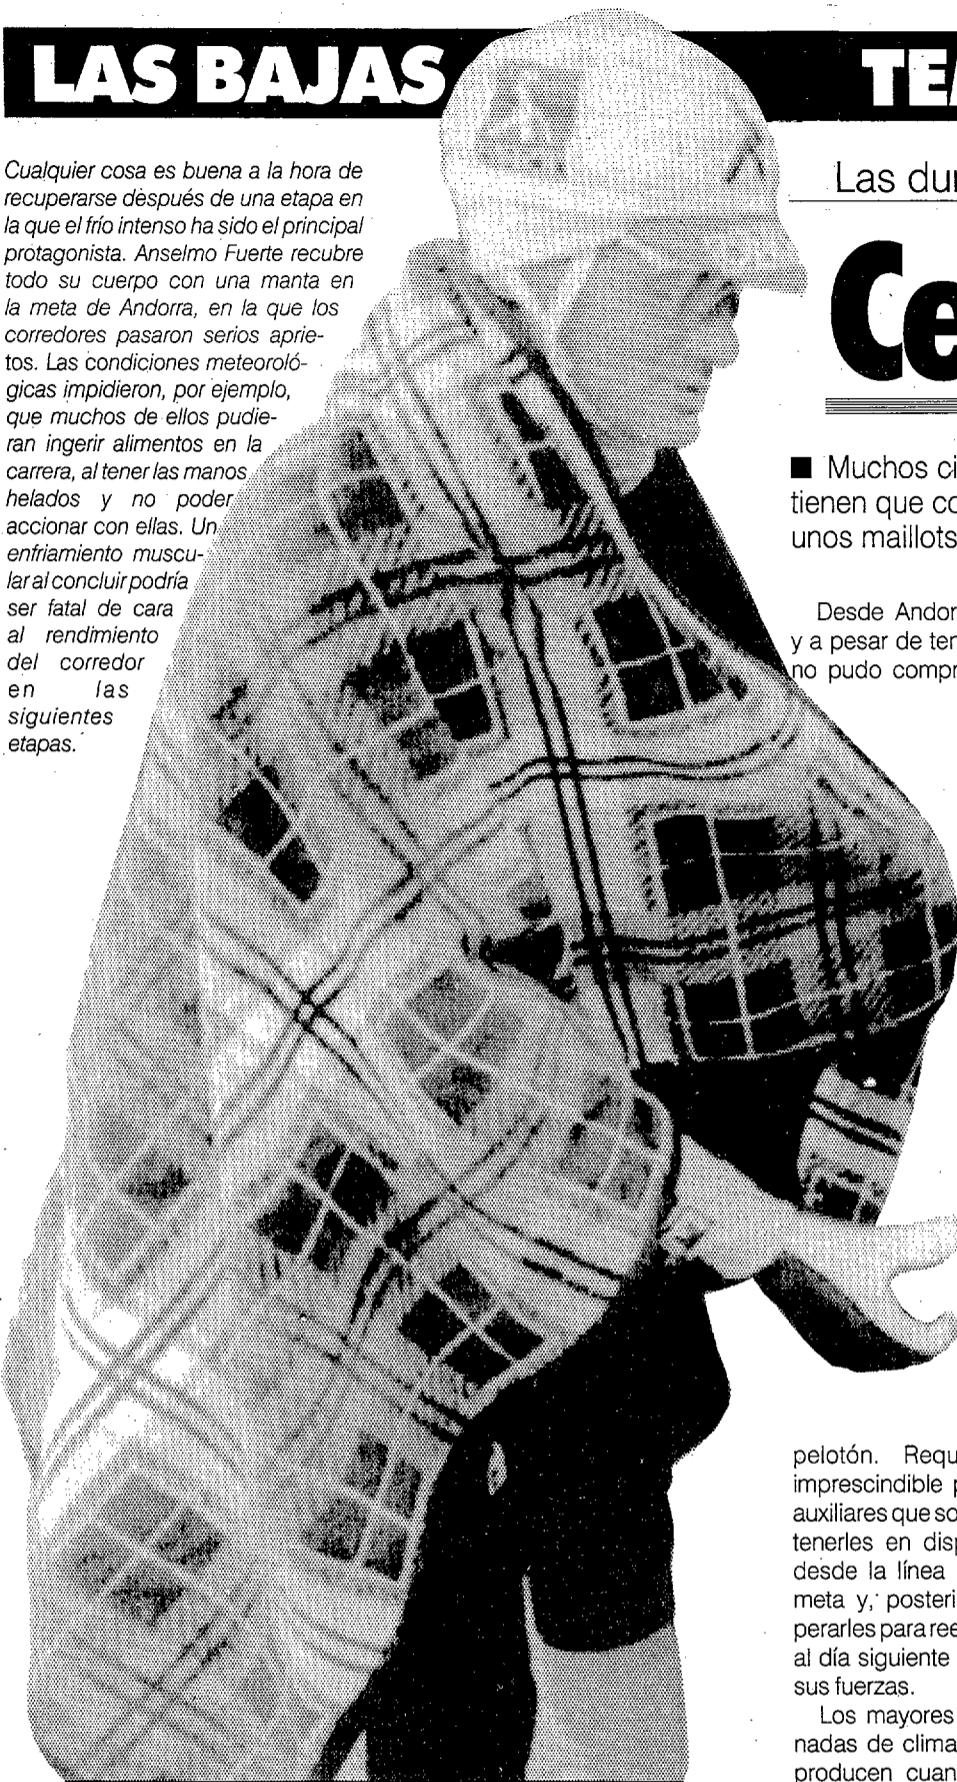 LAS BAJAS TE
Cualquier cosa es buena a la hora de
recuperarse después de una etapa en
la que el frío intenso ha sido el principal
protagonista. Anselmo Fuerte recubre
todo su cuerpo con una manta en
la meta de Andorra, en la que los
corredores pasaron serios aprie-
tos. Las condiciones meteoroló-
gicas impidieron, por ejemplo,
que muchos de ellos pudie-
ran ingerir alimentos en la
carrera, al tener las manos
helados y no poder
accionar con ellas. Un
enfriamiento muscu-
lar al concluir podría
ser fatal de cara
al rendimiento
del corredor
en las
siguientes
etapas.
Las du
Ce
■ Muchos ci
tienen que co
unos maillots
Desde Andor
y a pesar de ter
no pudo compr
pelotón. Requ
imprescindible p
auxiliares que so
tenerles en disp
desde la línea
meta y, posteri
perarles para ree
al día siguiente
sus fuerzas.
Los mayores
nadas de clima
producen cuan